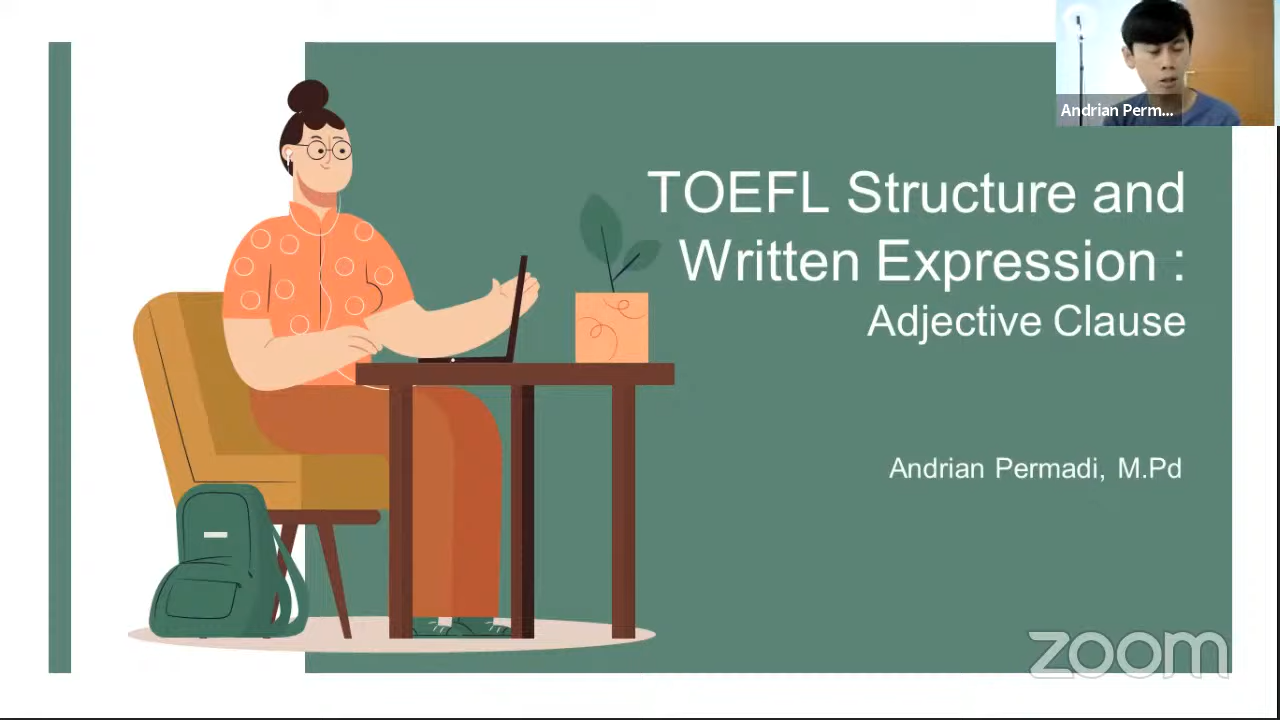 Andrian Perm...
TOEFL Structure and
Written Expression :
Adjective Clause
Andrian Permadi, M.Pd
zoom